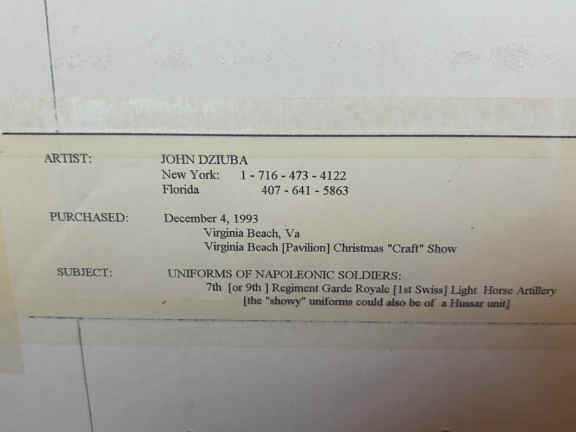 ARTIST: JOHN DZIUBA
New York: 1 - 716 - 473 - 4122
Florida 407 - 641 - 5863
PURCHASED: December 4, 1993
Virginia Beach, Va
Virginia Beach [Pavilion] Christmas "Craft" Show
SUBJECT: UNIFORMS OF NAPOLEONIC SOLDIERS:
7th [or 9th ] Regiment Garde Royale [1st Swiss] Light Horse Artillery
[the "showy" uniforms could also be of a Hussar unit]